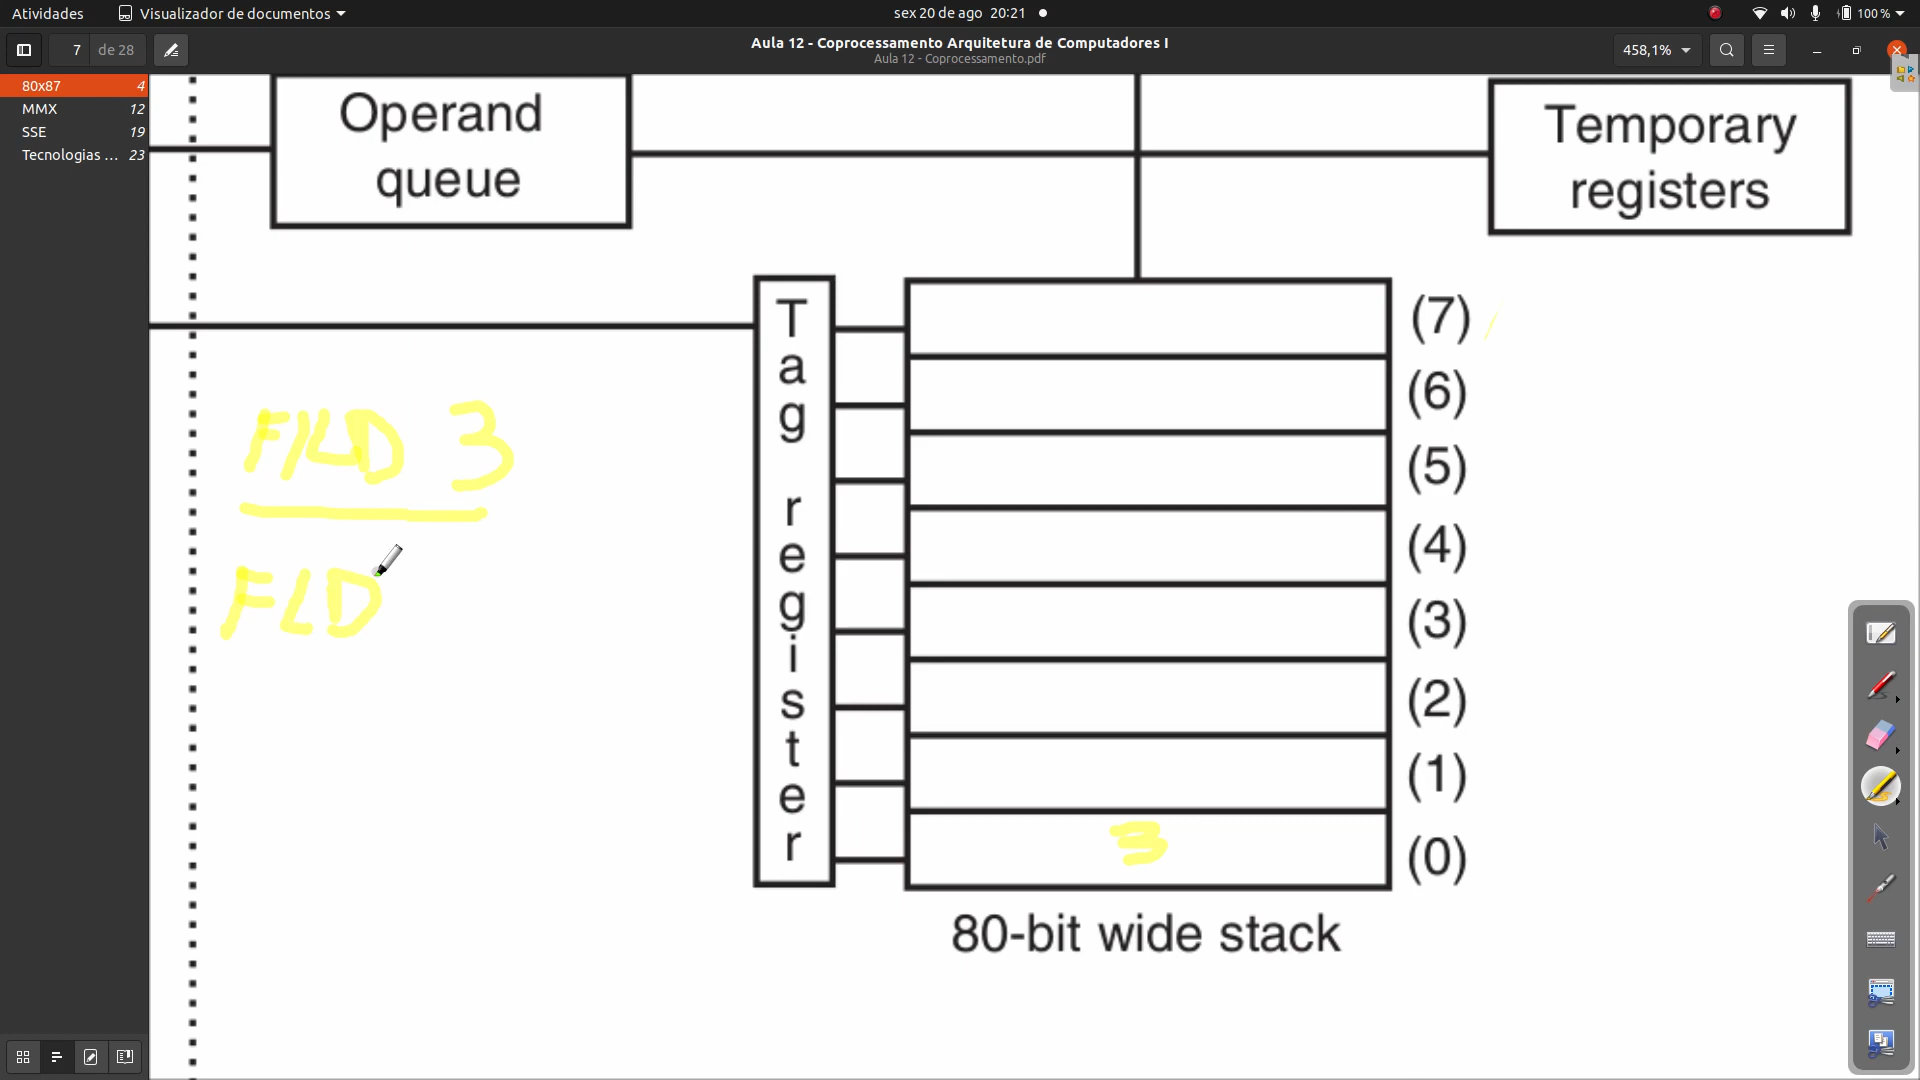 Atividades
Visualizador de documentos
sex 20 de ago 20:21
100 %
7 de 28
Aula 12 - Coprocessamento Arquitetura de Computadores I
Aula 12 - Coprocessamento.pdf
458,1%
80x87 4
MMX 12
SSE 19
Tecnologias ... 23
Operand
queue
Temporary
registers
Tag register
(7)
(6)
(5)
(4)
(3)
(2)
(1)
3 (0)
80-bit wide stack
FILD 3
FLD